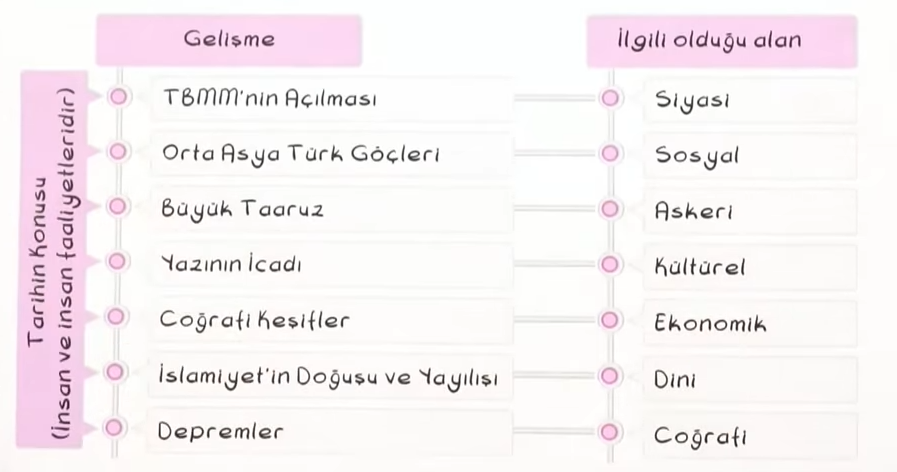 Gelişme
İlgili olduğu alan
Tarihin Konusu
(İnsan ve insan faaliyetleridir)
TBMM'nin Açılması
Siyasi
Orta Asya Türk Göçleri
Sosyal
Büyük Taaruz
Askeri
Yazının İcadı
Kültürel
Coğrafi Keşifler
Ekonomik
İslamiyet'in Doğuşu ve Yayılışı
Dini
Depremler
Coğrafi